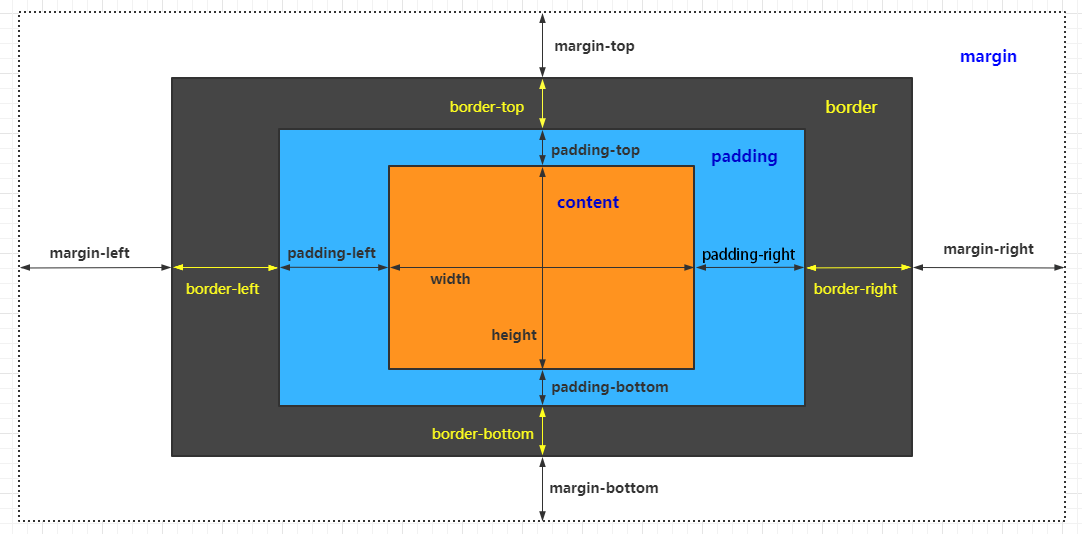 margin-top
margin
border-top
border
padding-top
padding
content
margin-left
padding-left
padding-right
margin-right
width
border-left
border-right
height
padding-bottom
border-bottom
margin-bottom